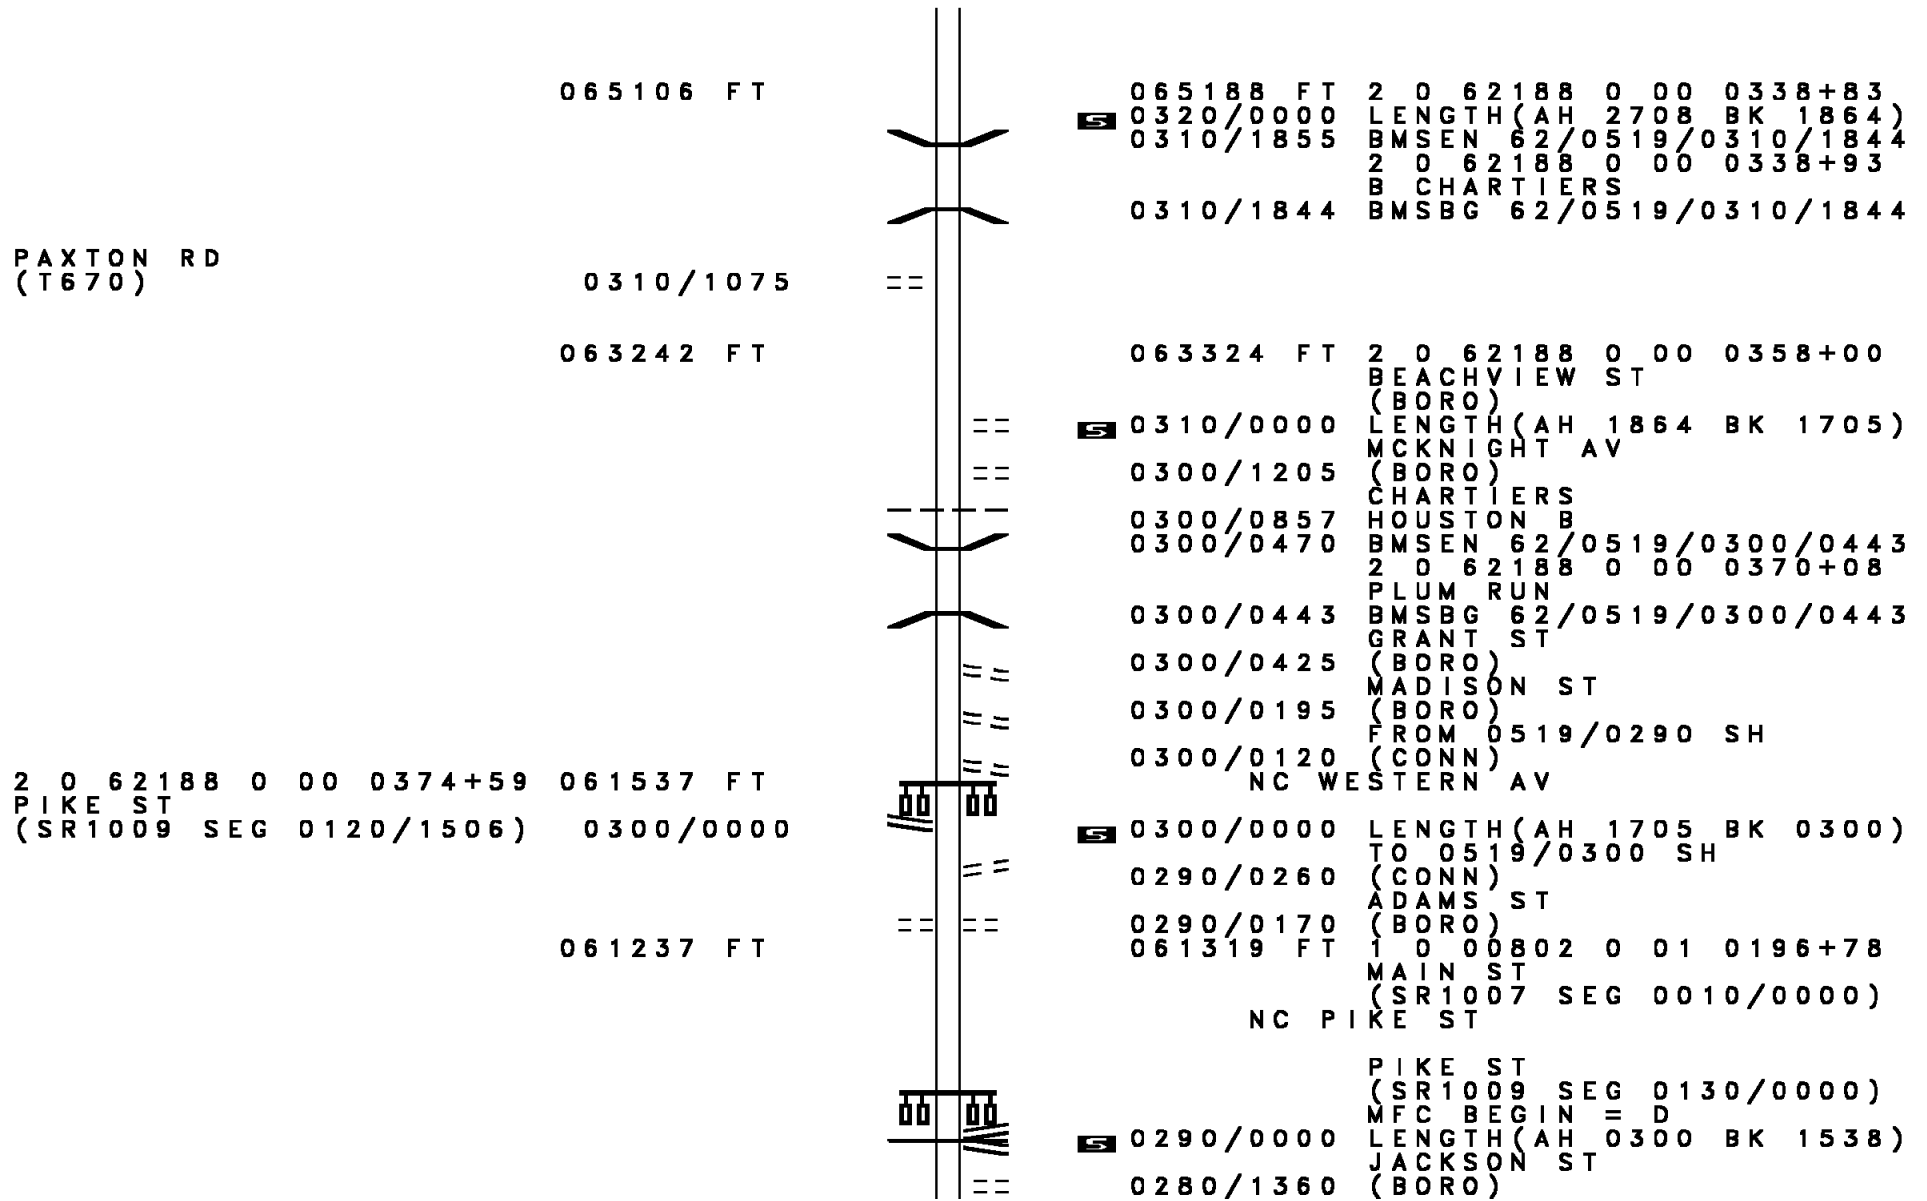 065106 FT 065188 FT 2 0 62188 0 00 0338+83
S 0320/0000 LENGTH(AH 2708 BK 1864)
0310/1855 BMSEN 62/0519/0310/1844
2 0 62188 0 00 0338+93
B CHARTIERS
0310/1844 BMSBG 62/0519/0310/1844
PAXTON RD
(T670) 0310/1075
063242 FT 063324 FT 2 0 62188 0 00 0358+00
BEACHVIEW ST
(BORO)
S 0310/0000 LENGTH(AH 1864 BK 1705)
MCKNIGHT AV
0300/1205 (BORO)
CHARTIERS
0300/0857 HOUSTON B
0300/0470 BMSEN 62/0519/0300/0443
2 0 62188 0 00 0370+08
PLUM RUN
0300/0443 BMSBG 62/0519/0300/0443
GRANT ST
0300/0425 (BORO)
MADISON ST
0300/0195 (BORO)
FROM 0519/0290 SH
0300/0120 (CONN)
2 0 62188 0 00 0374+59 061537 FT NC WESTERN AV
PIKE ST
(SR1009 SEG 0120/1506) 0300/0000 S 0300/0000 LENGTH(AH 1705 BK 0300)
TO 0519/0300 SH
0290/0260 (CONN)
ADAMS ST
0290/0170 (BORO)
061237 FT 061319 FT 1 0 00802 0 01 0196+78
MAIN ST
(SR1007 SEG 0010/0000)
NC PIKE ST
PIKE ST
(SR1009 SEG 0130/0000)
MFC BEGIN = D
S 0290/0000 LENGTH(AH 0300 BK 1538)
JACKSON ST
0280/1360 (BORO)